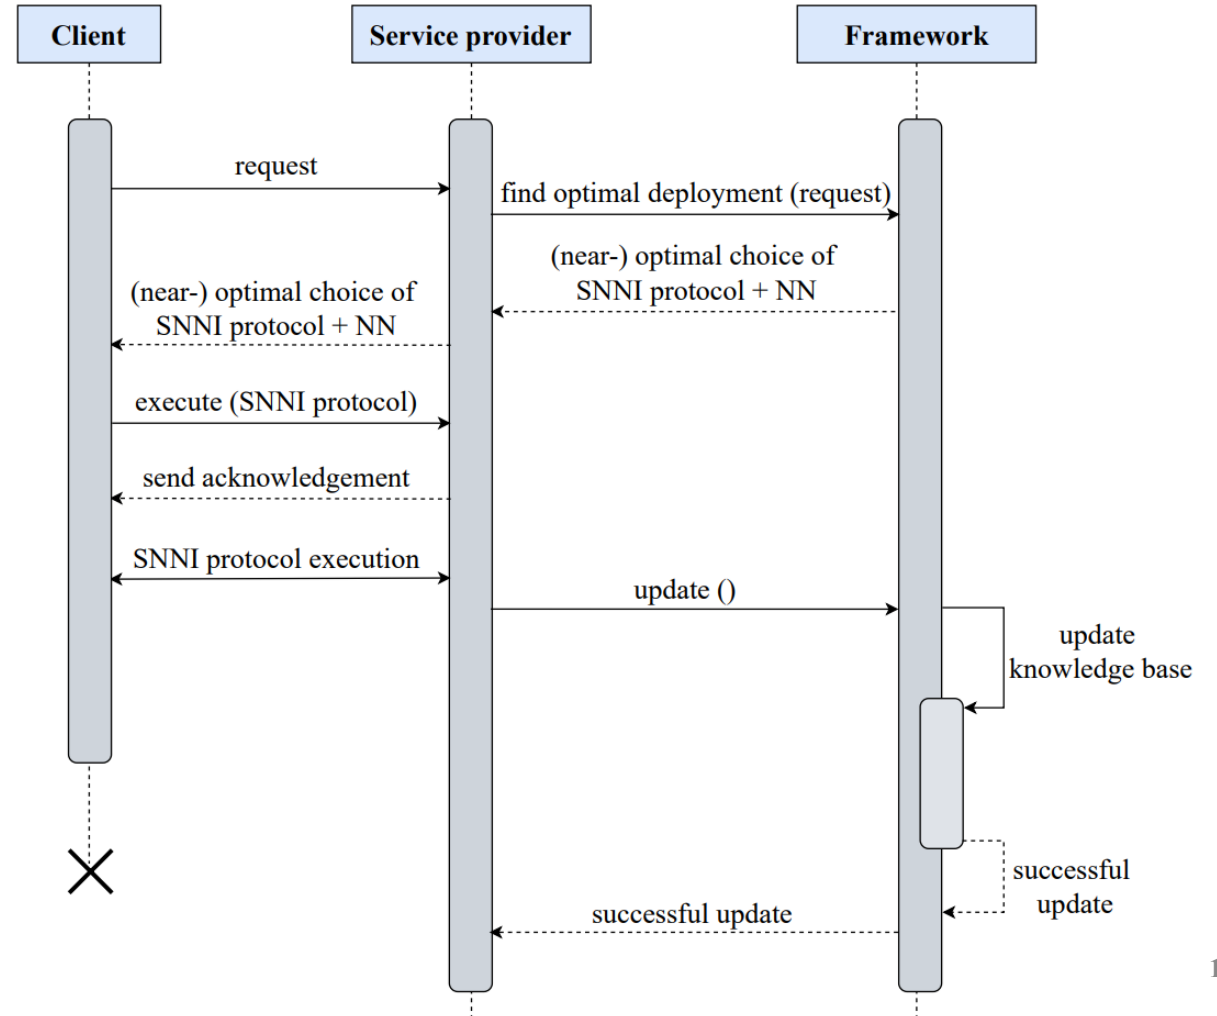 Client
Service provider
Framework
request
find optimal deployment (request)
(near-) optimal choice of
SNNI protocol + NN
(near-) optimal choice of
SNNI protocol + NN
execute (SNNI protocol)
send acknowledgement
SNNI protocol execution
update ()
update
knowledge base
successful
update
successful update